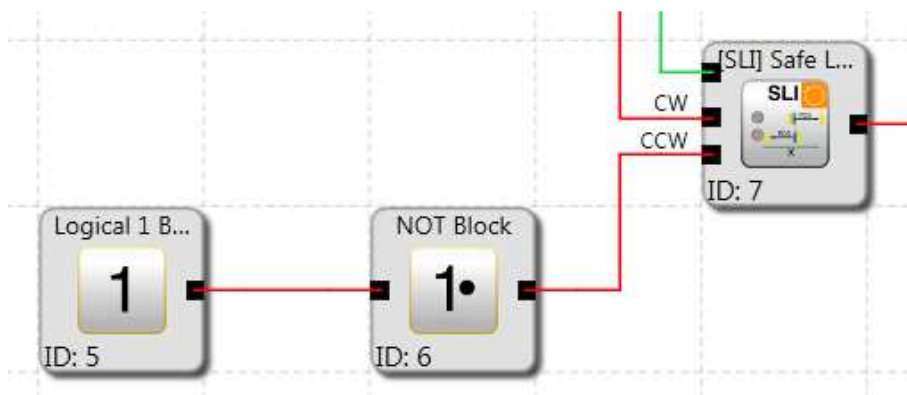 [SLI] Safe L...
SLI
CW
CCW
X
ID: 7
Logical 1 B...
NOT Block
1
1•
ID: 5
ID: 6